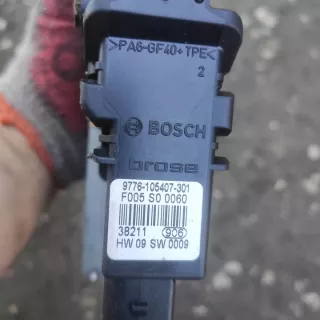 >PA6-GF40+TPE<
2
BOSCH
brose
9776-105407-301
F005 S0 0060
38211 906
HW 09 SW 0009